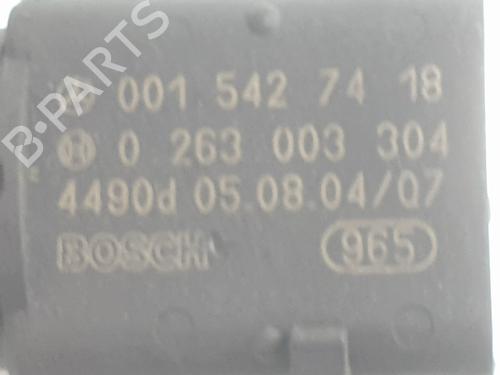 001 542 74 18
0 263 003 304
4490d 05.08.04/07
BOSCH 965
B-PARTS